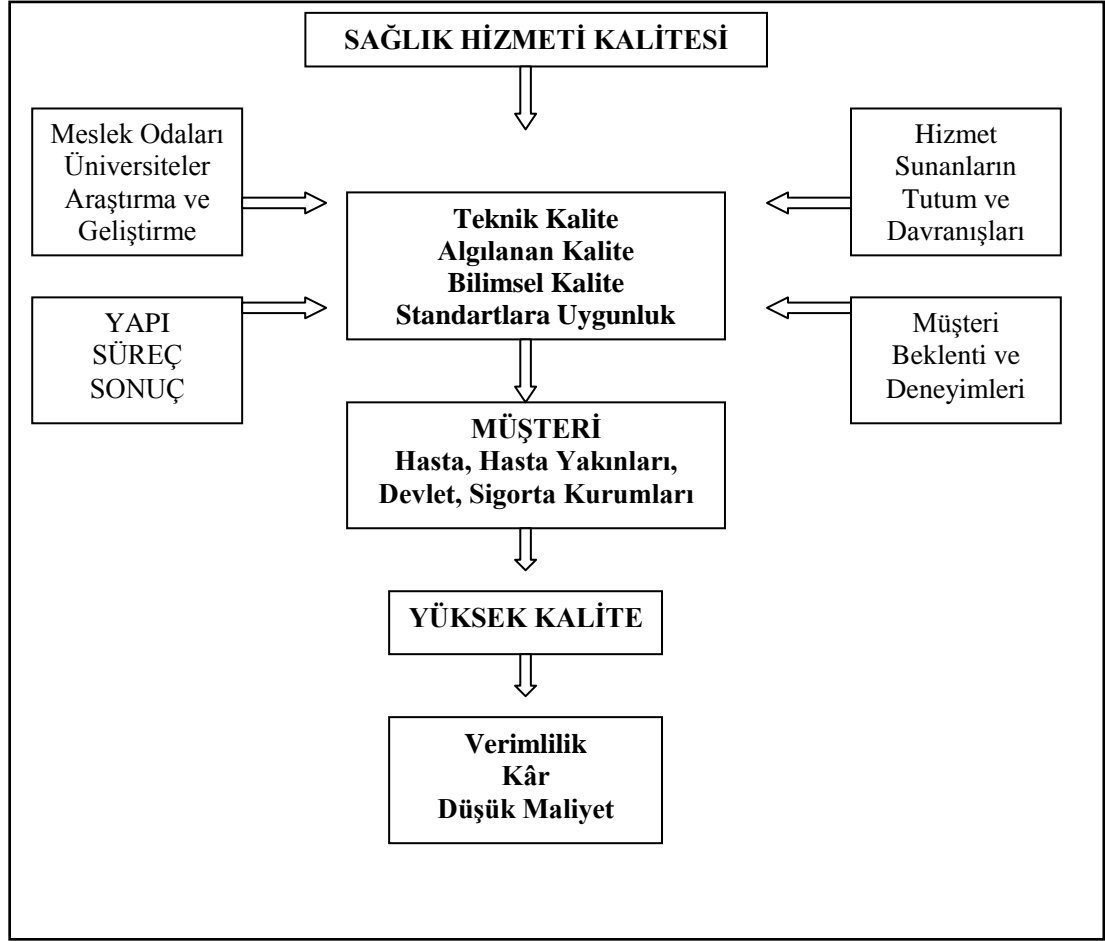 SAĞLIK HİZMETİ KALİTESİ
Meslek Odaları
Üniversiteler
Araştırma ve
Geliştirme
Hizmet
Sunanların
Tutum ve
Davranışları
Teknik Kalite
Algılanan Kalite
Bilimsel Kalite
Standartlara Uygunluk
YAPI
SÜREÇ
SONUÇ
Müşteri
Beklenti ve
Deneyimleri
MÜŞTERİ
Hasta, Hasta Yakınları,
Devlet, Sigorta Kurumları
YÜKSEK KALİTE
Verimlilik
Kâr
Düşük Maliyet